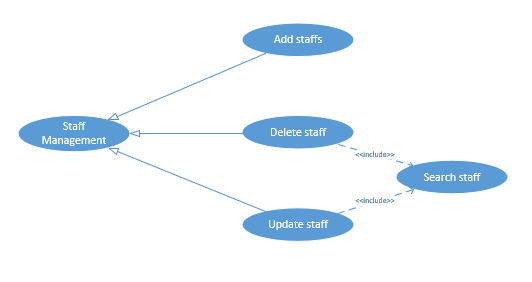 Add staffs
Staff
Management
Delete staff
<<include>>
Search staff
<<include>>
Update staff